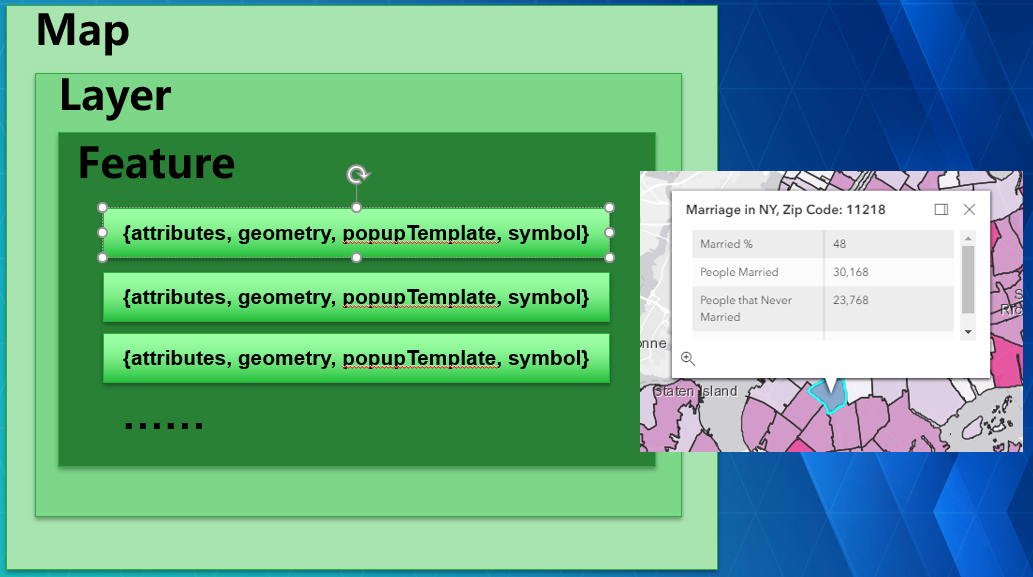 Map
Layer
Feature
{attributes, geometry, popupTemplate, symbol}
{attributes, geometry, popupTemplate, symbol}
{attributes, geometry, popupTemplate, symbol}
......
Marriage in NY, Zip Code: 11218
Married % 48
People Married 30,168
People that Never 23,768
Married
onne
Staten Island
S
Ric